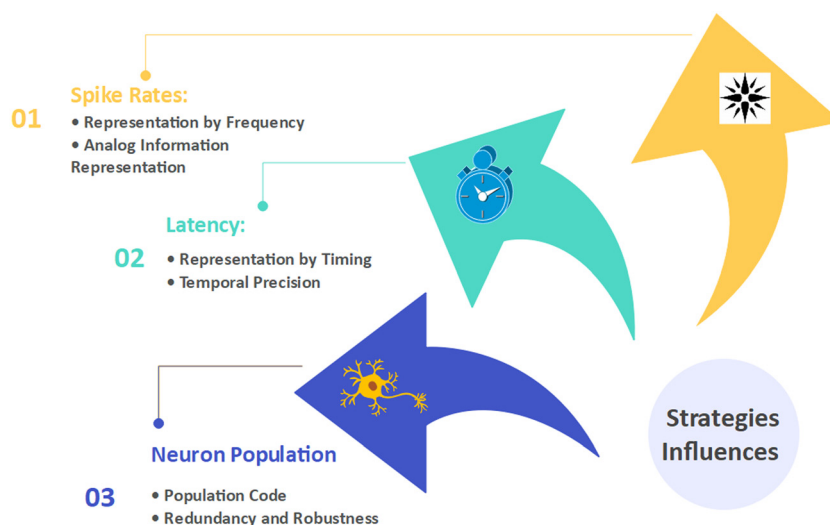 01
Spike Rates:
• Representation by Frequency
• Analog Information
Representation
02
Latency:
• Representation by Timing
• Temporal Precision
03
Neuron Population
• Population Code
• Redundancy and Robustness
Strategies
Influences